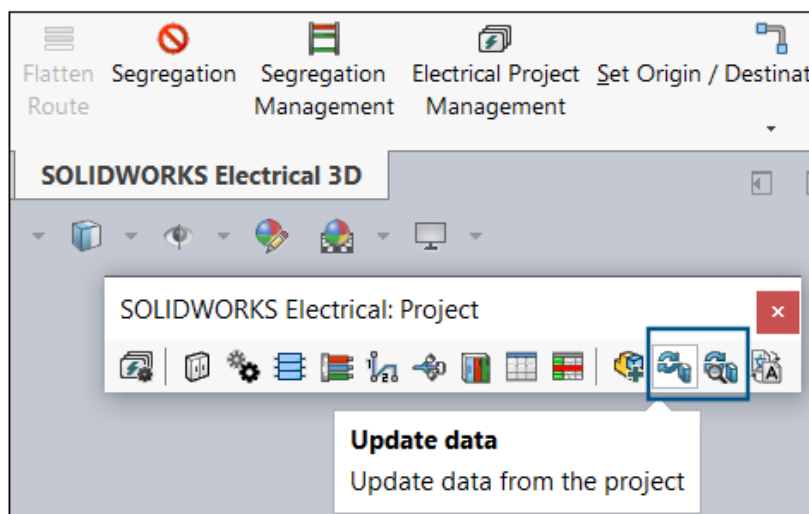 Flatten Segregation Segregation Electrical Project Set Origin / Destinat
Route Management Management
SOLIDWORKS Electrical 3D
SOLIDWORKS Electrical: Project
Update data
Update data from the project